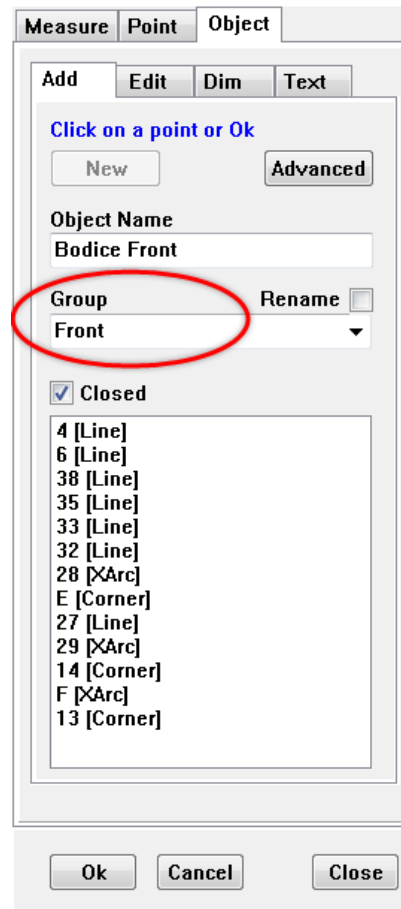 Measure Point Object
Add Edit Dim Text
Click on a point or Ok
New Advanced
Object Name
Bodice Front
Group Rename
Front
Closed
4 [Line]
6 [Line]
38 [Line]
35 [Line]
33 [Line]
32 [Line]
28 [XArc]
E [Corner]
27 [Line]
29 [XArc]
14 [Corner]
F [XArc]
13 [Corner]
Ok Cancel Close